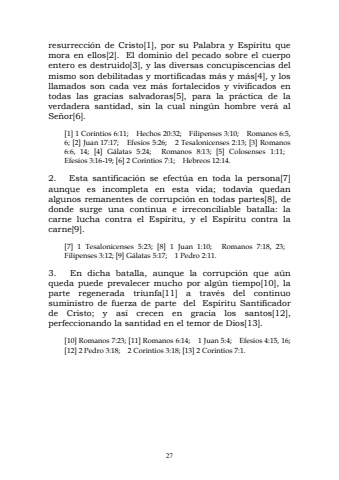 resurrección de Cristo[1], por su Palabra y Espíritu que
mora en ellos[2]. El dominio del pecado sobre el cuerpo
entero es destruído[3], y las diversas concupiscencias del
mismo son debilitadas y mortificadas más y más[4], y los
llamados son cada vez más fortalecidos y vivificados en
todas las gracias salvadoras[5], para la práctica de la
verdadera santidad, sin la cual ningún hombre verá al
Señor[6].
[1] 1 Corintios 6:11; Hechos 20:32; Filipenses 3:10; Romanos 6:5,
6; [2] Juan 17:17; Efesios 5:26; 2 Tesalonicenses 2:13; [3] Romanos
6:6, 14; [4] Gálatas 5:24; Romanos 8:13; [5] Colosenses 1:11;
Efesios 3:16-19; [6] 2 Corintios 7:1; Hebreos 12:14.
2. Esta santificación se efectúa en toda la persona[7]
aunque es incompleta en esta vida; todavía quedan
algunos remanentes de corrupción en todas partes[8], de
donde surge una continua e irreconciliable batalla: la
carne lucha contra el Espíritu, y el Espíritu contra la
carne[9].
[7] 1 Tesalonicenses 5:23; [8] 1 Juan 1:10; Romanos 7:18, 23;
Filipenses 3:12; [9] Gálatas 5:17; 1 Pedro 2:11.
3. En dicha batalla, aunque la corrupción que aún
queda puede prevalecer mucho por algún tiempo[10], la
parte regenerada triunfa[11] a través del continuo
suministro de fuerza de parte del Espíritu Santificador
de Cristo; y así crecen en gracia los santos[12],
perfeccionando la santidad en el temor de Dios[13].
[10] Romanos 7:23; [11] Romanos 6:14; 1 Juan 5:4; Efesios 4:15, 16;
[12] 2 Pedro 3:18; 2 Corintios 3:18; [13] 2 Corintios 7:1.
27